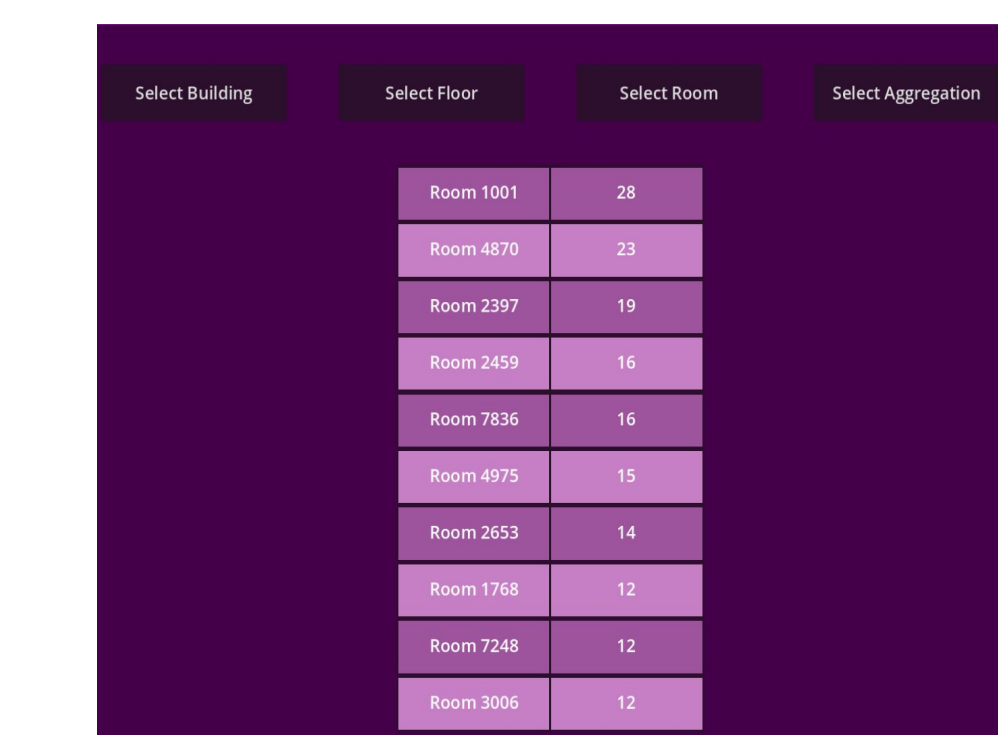 Select Building Select Floor Select Room Select Aggregation
Room 1001 28
Room 4870 23
Room 2397 19
Room 2459 16
Room 7836 16
Room 4975 15
Room 2653 14
Room 1768 12
Room 7248 12
Room 3006 12